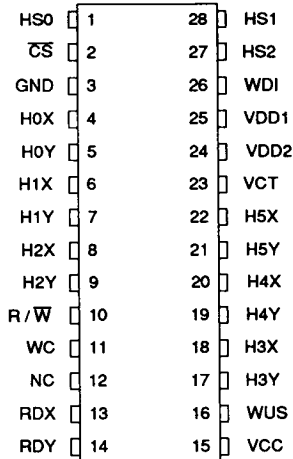 HS0 1 28 HS1
C̅S̅ 2 27 HS2
GND 3 26 WDI
H0X 4 25 VDD1
H0Y 5 24 VDD2
H1X 6 23 VCT
H1Y 7 22 H5X
H2X 8 21 H5Y
H2Y 9 20 H4X
R/W̅ 10 19 H4Y
WC 11 18 H3X
NC 12 17 H3Y
RDX 13 16 WUS
RDY 14 15 VCC